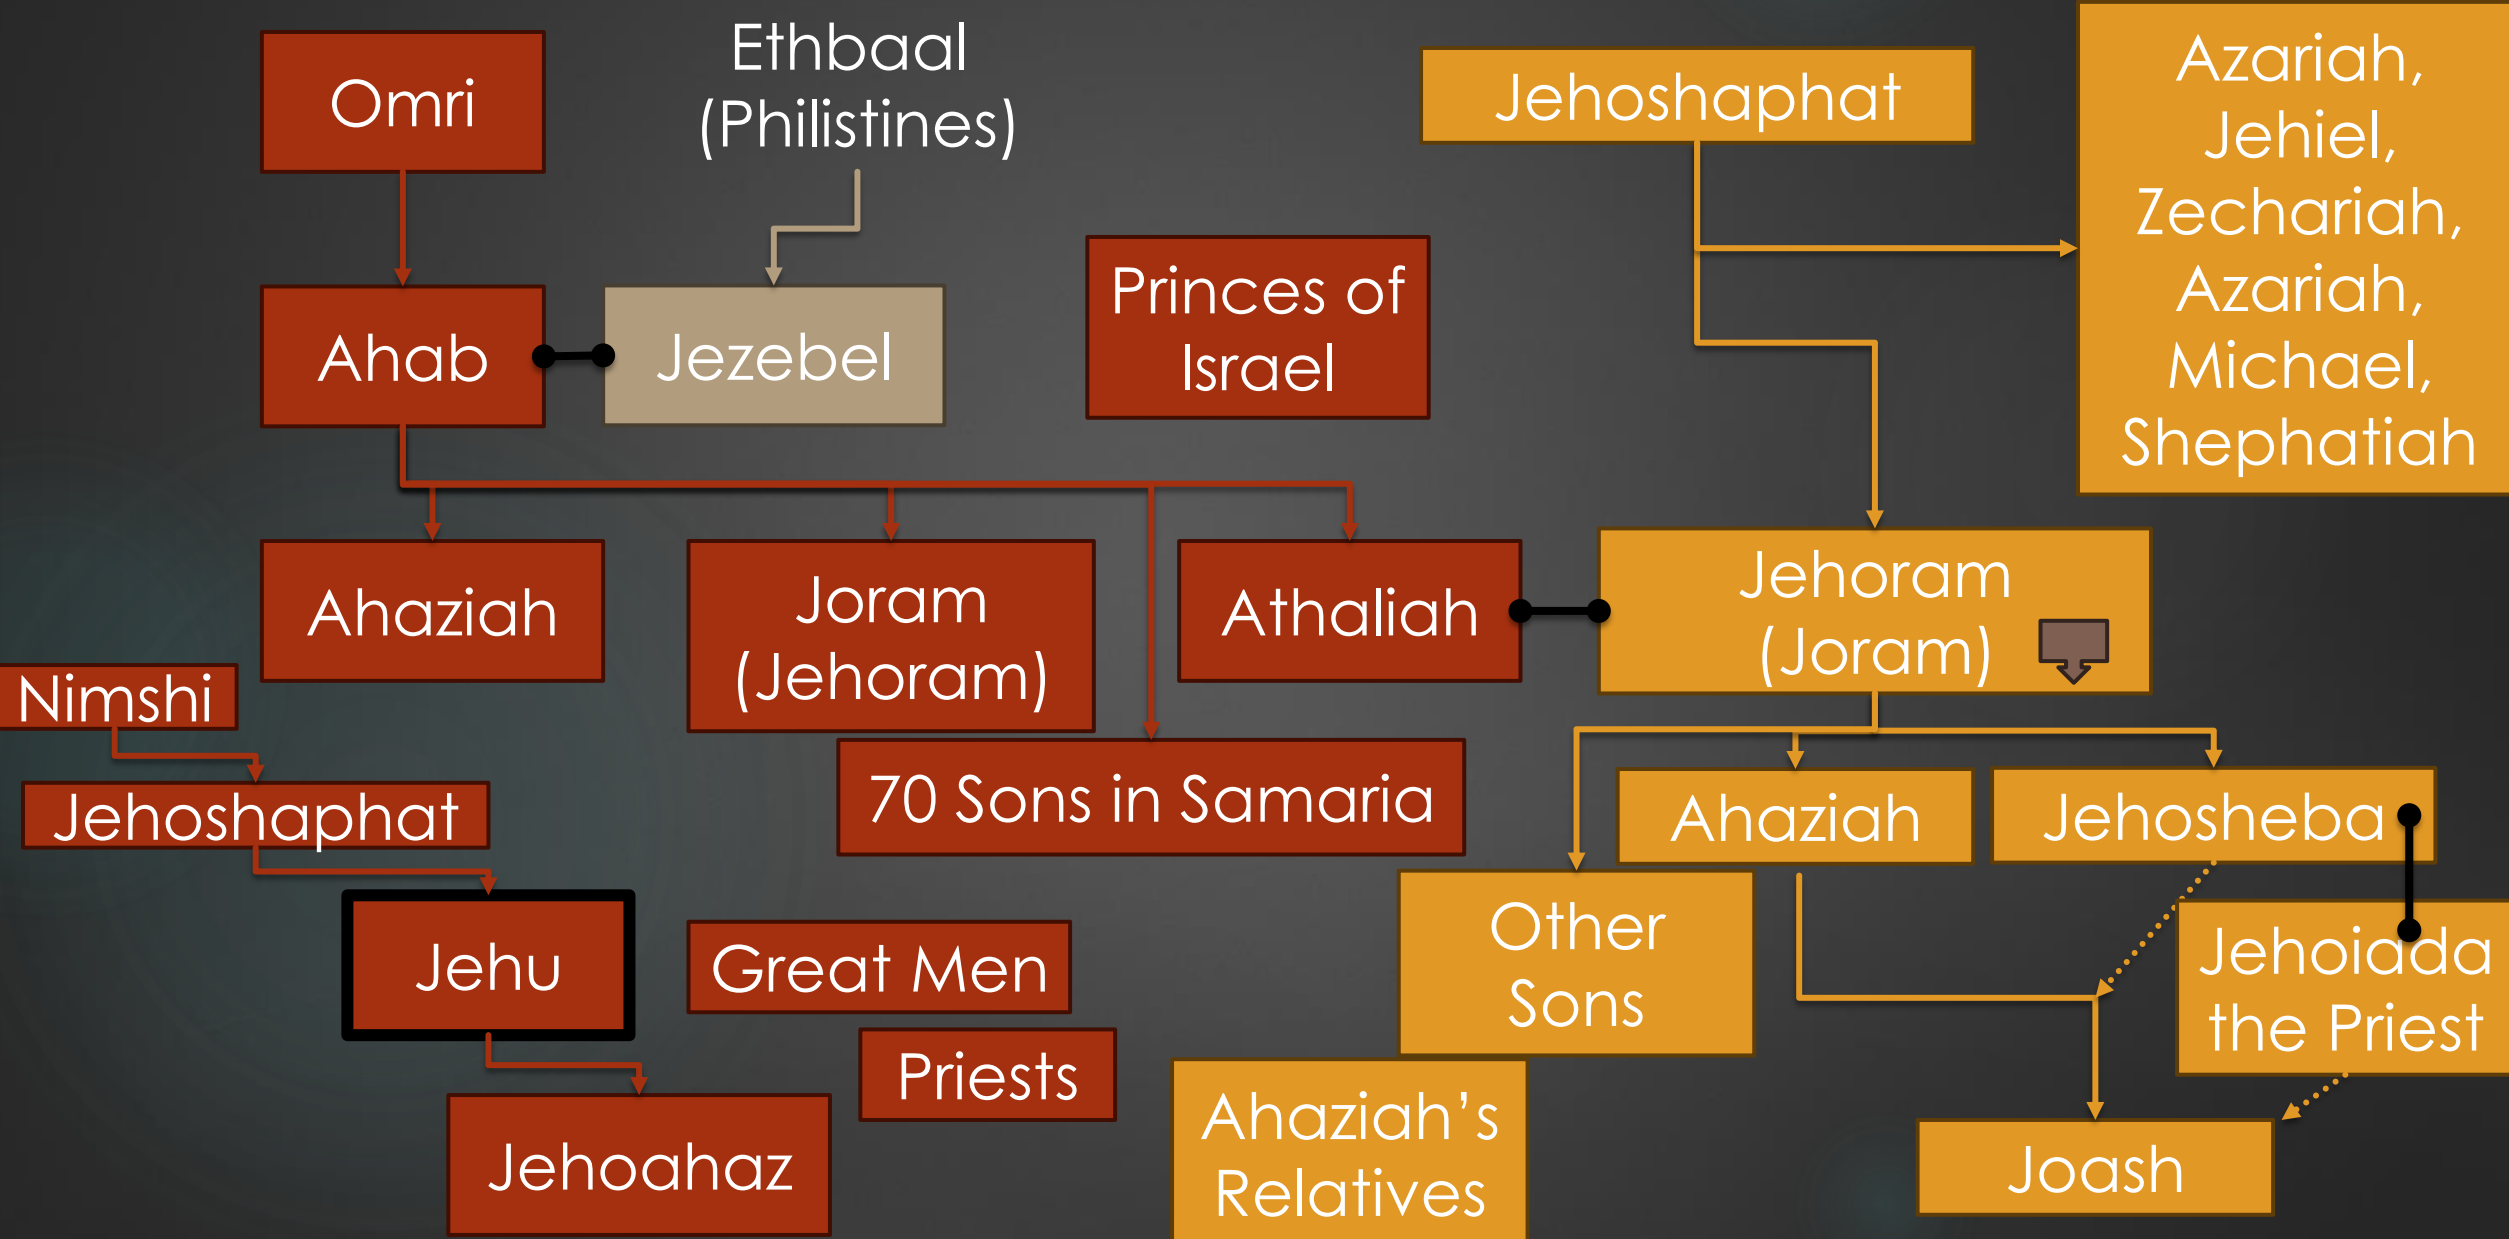 Omri
Ethbaal
(Philistines)
Jehoshaphat
Azariah,
Jehiel,
Zechariah,
Azariah,
Michael,
Shephatiah
Ahab
Jezebel
Princes of
Israel
Ahaziah
Joram
(Jehoram)
Athaliah
Jehoram
(Joram)
Nimshi
Jehoshaphat
70 Sons in Samaria
Ahaziah
Jehosheba
Jehu
Great Men
Other
Sons
Jehoiada
the Priest
Priests
Jehoahaz
Ahaziah's
Relatives
Joash